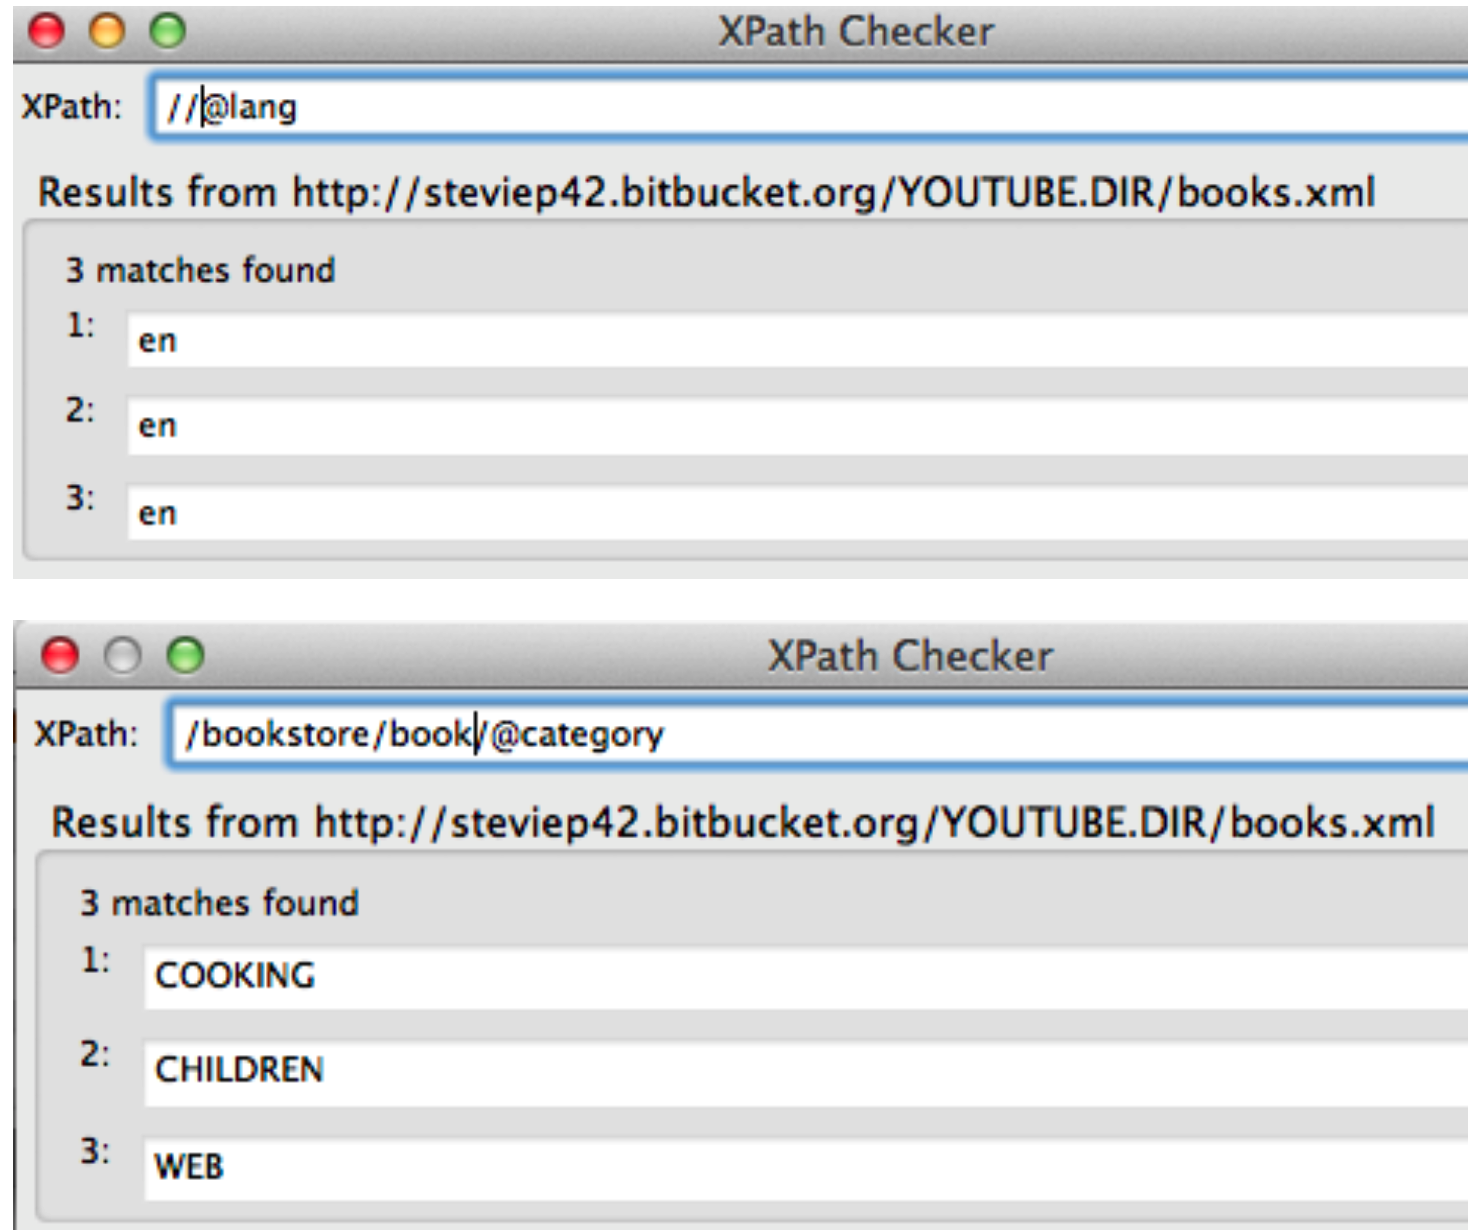 XPath Checker
XPath: //@lang
Results from http://steviep42.bitbucket.org/YOUTUBE.DIR/books.xml
3 matches found
1: en
2: en
3: en
XPath Checker
XPath: /bookstore/book/@category
Results from http://steviep42.bitbucket.org/YOUTUBE.DIR/books.xml
3 matches found
1: COOKING
2: CHILDREN
3: WEB